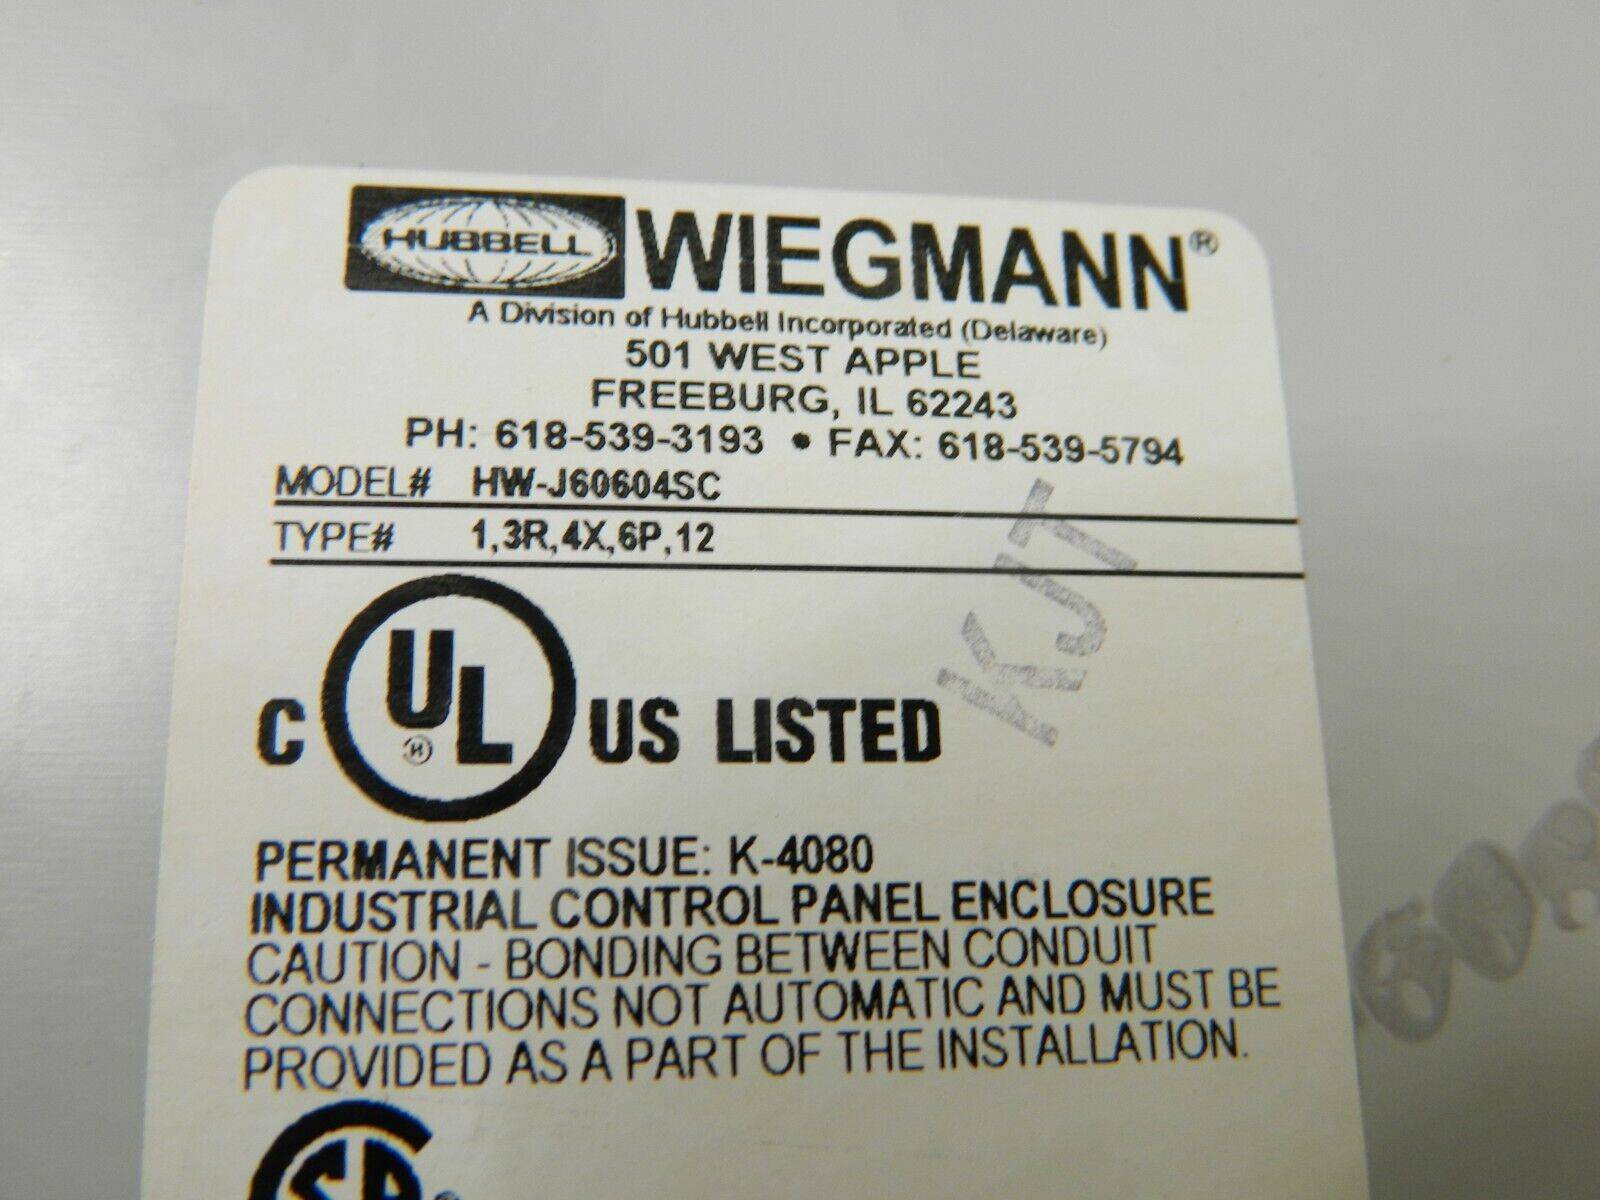 HUBBELL WIEGMANN®
A Division of Hubbell Incorporated (Delaware)
501 WEST APPLE
FREEBURG, IL 62243
PH: 618-539-3193 • FAX: 618-539-5794
MODEL# HW-J60604SC
TYPE# 1,3R,4X,6P,12
KJT
C UL US LISTED
PERMANENT ISSUE: K-4080
INDUSTRIAL CONTROL PANEL ENCLOSURE
CAUTION - BONDING BETWEEN CONDUIT
CONNECTIONS NOT AUTOMATIC AND MUST BE
PROVIDED AS A PART OF THE INSTALLATION.